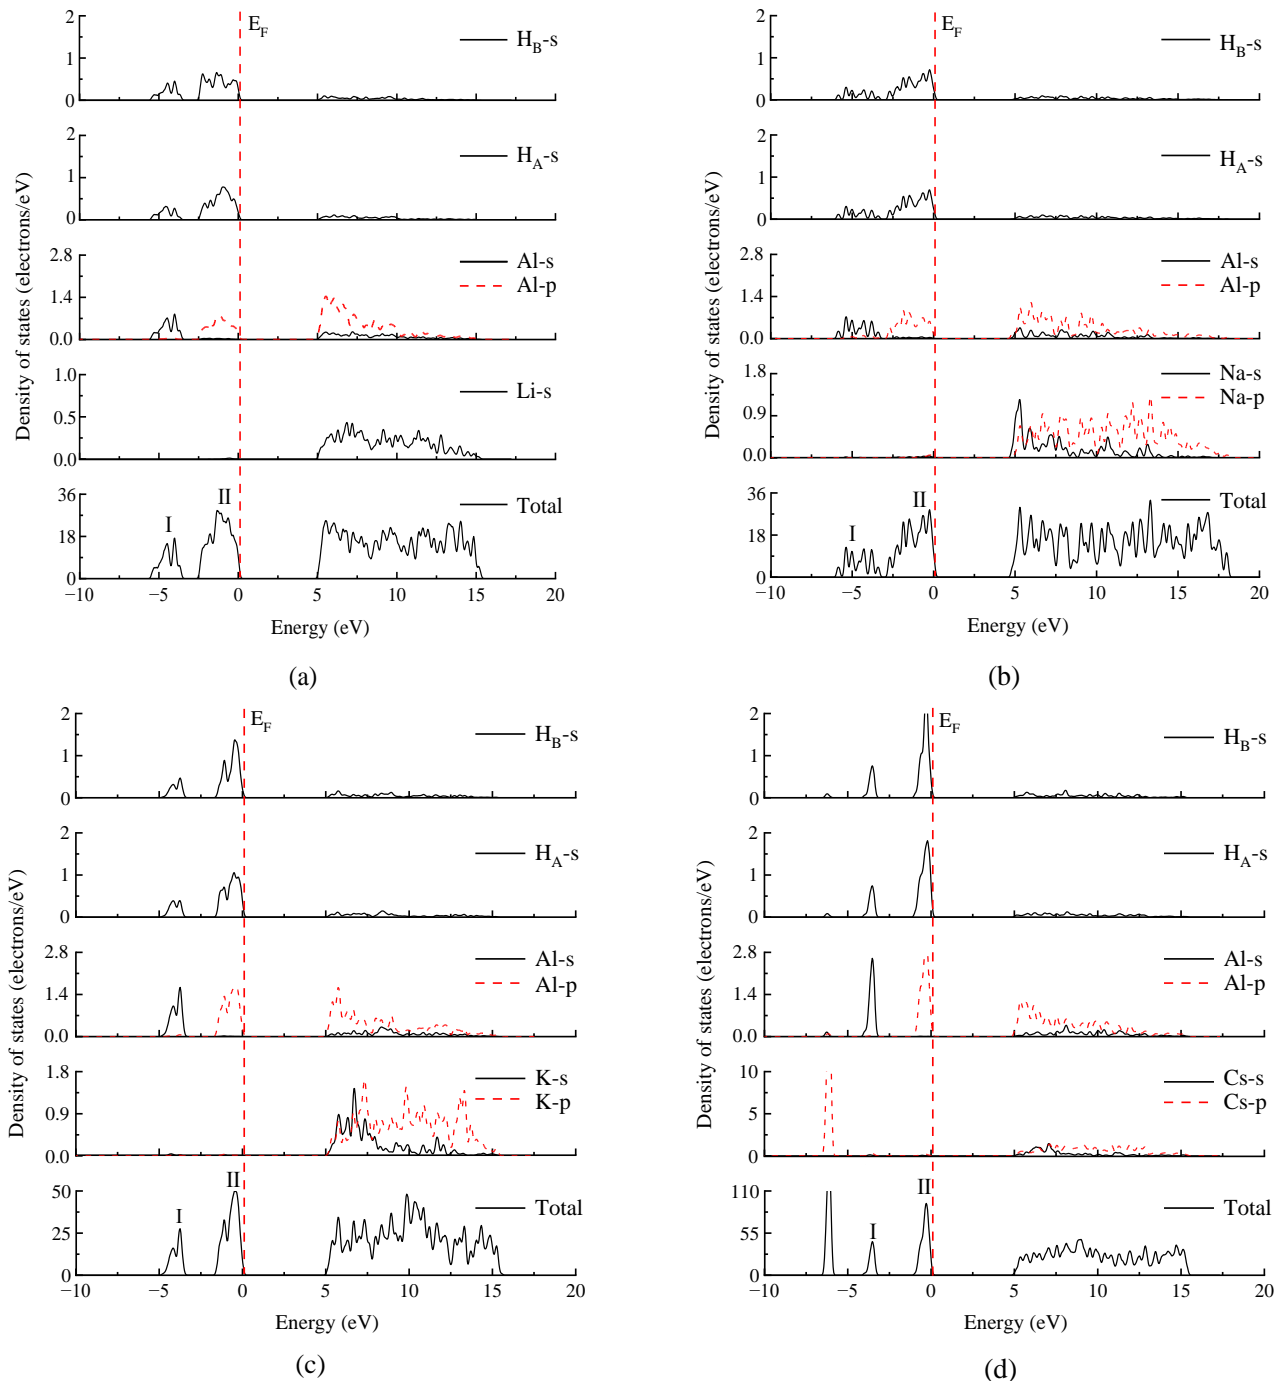 Density of states (electrons/eV)
E_F
2
1
0
H_B-s
2
1
0
H_A-s
2.8
1.4
0.0
Al-s
Al-p
1.0
0.5
0.0
Li-s
36
18
0
I
II
Total
−10 −5 0 5 10 15 20
Energy (eV)
(a)
Density of states (electrons/eV)
E_F
2
1
0
H_B-s
2
1
0
H_A-s
2.8
1.4
0.0
Al-s
Al-p
1.8
0.9
0.0
Na-s
Na-p
36
18
0
I
II
Total
−10 −5 0 5 10 15 20
Energy (eV)
(b)
Density of states (electrons/eV)
E_F
2
1
0
H_B-s
2
1
0
H_A-s
2.8
1.4
0.0
Al-s
Al-p
1.8
0.9
0.0
K-s
K-p
50
25
0
I
II
Total
−10 −5 0 5 10 15 20
Energy (eV)
(c)
Density of states (electrons/eV)
E_F
2
1
0
H_B-s
2
1
0
H_A-s
2.8
1.4
0.0
Al-s
Al-p
10
5
0
Cs-s
Cs-p
110
55
0
I
II
Total
−10 −5 0 5 10 15 20
Energy (eV)
(d)